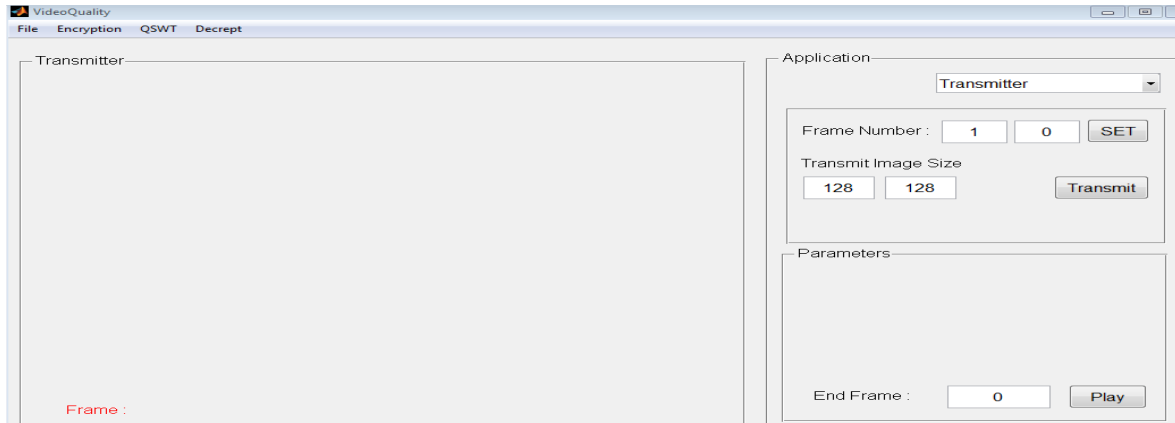 VideoQuality
File Encryption QSWT Decrept
Transmitter
Frame :
Application
Transmitter
Frame Number : 1 0 SET
Transmit Image Size
128 128 Transmit
Parameters
End Frame : 0 Play